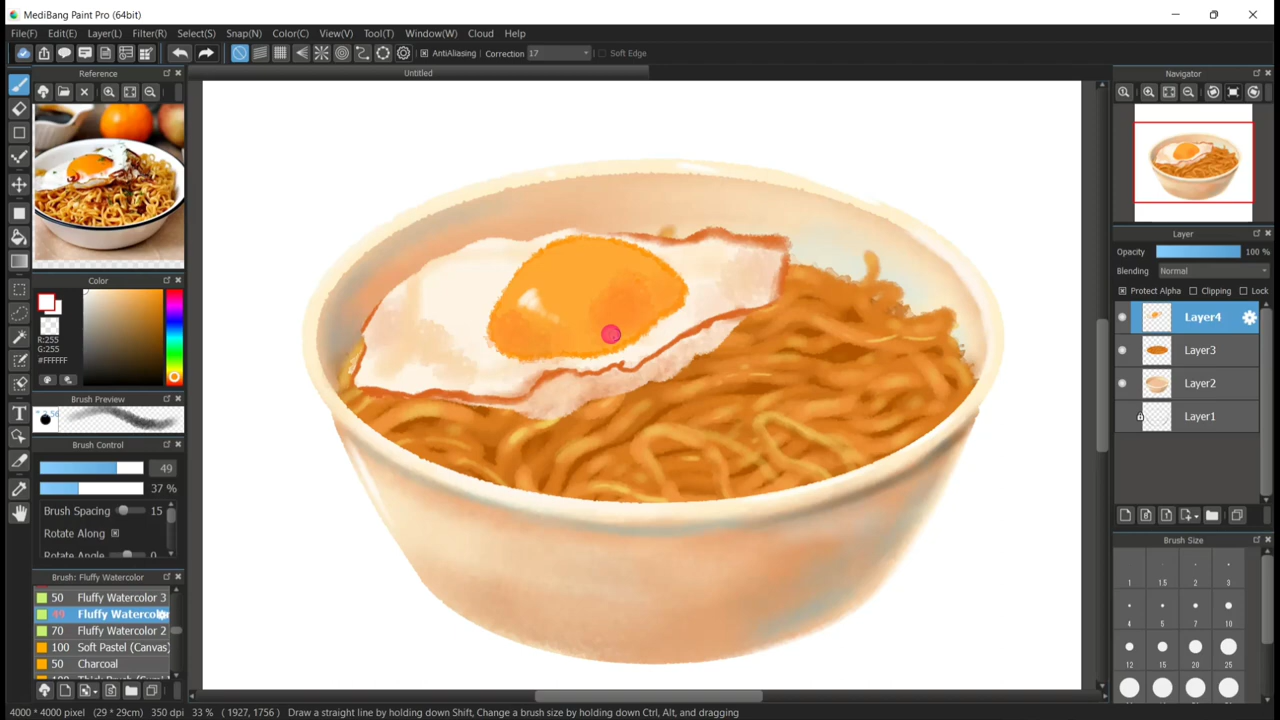 MediBang Paint Pro (64bit)
File(F) Edit(E) Layer(L) Filter(R) Select(S) Snap(N) Color(C) View(V) Tool(T) Window(W) Cloud Help
AntiAliasing Correction 17 Soft Edge
Reference
Untitled
Navigator
Color
R:255
G:255
#FFFFFF
Brush Preview
Brush Control
49
37 %
Brush Spacing 15
Rotate Along
Rotate Angle 0
Brush: Fluffy Watercolor
50 Fluffy Watercolor 3
49 Fluffy Watercolor
70 Fluffy Watercolor 2
100 Soft Pastel (Canvas)
50 Charcoal
Layer
Opacity 100 %
Blending Normal
Protect Alpha Clipping Lock
Layer4
Layer3
Layer2
Layer1
Brush Size
1 1.5 2 3
4 5 7 10
12 15 20 25
4000 * 4000 pixel (29 * 29cm) 350 dpi 33 % ( 1927, 1756 ) Draw a straight line by holding down Shift, Change a brush size by holding down Ctrl, Alt, and dragging